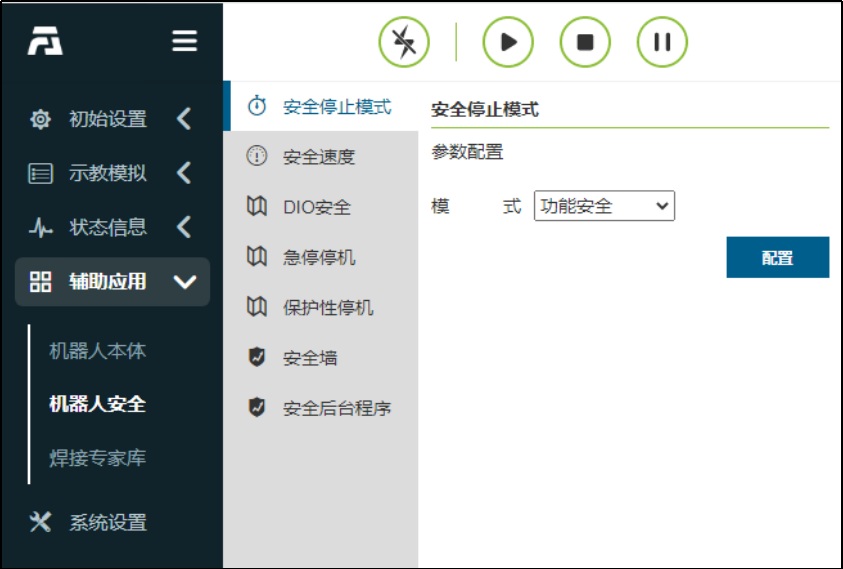 初始设置
示教模拟
状态信息
辅助应用
机器人本体
机器人安全
焊接专家库
系统设置
安全停止模式
安全速度
DIO安全
急停停机
保护性停机
安全墙
安全后台程序
安全停止模式
参数配置
模 式 功能安全
配置